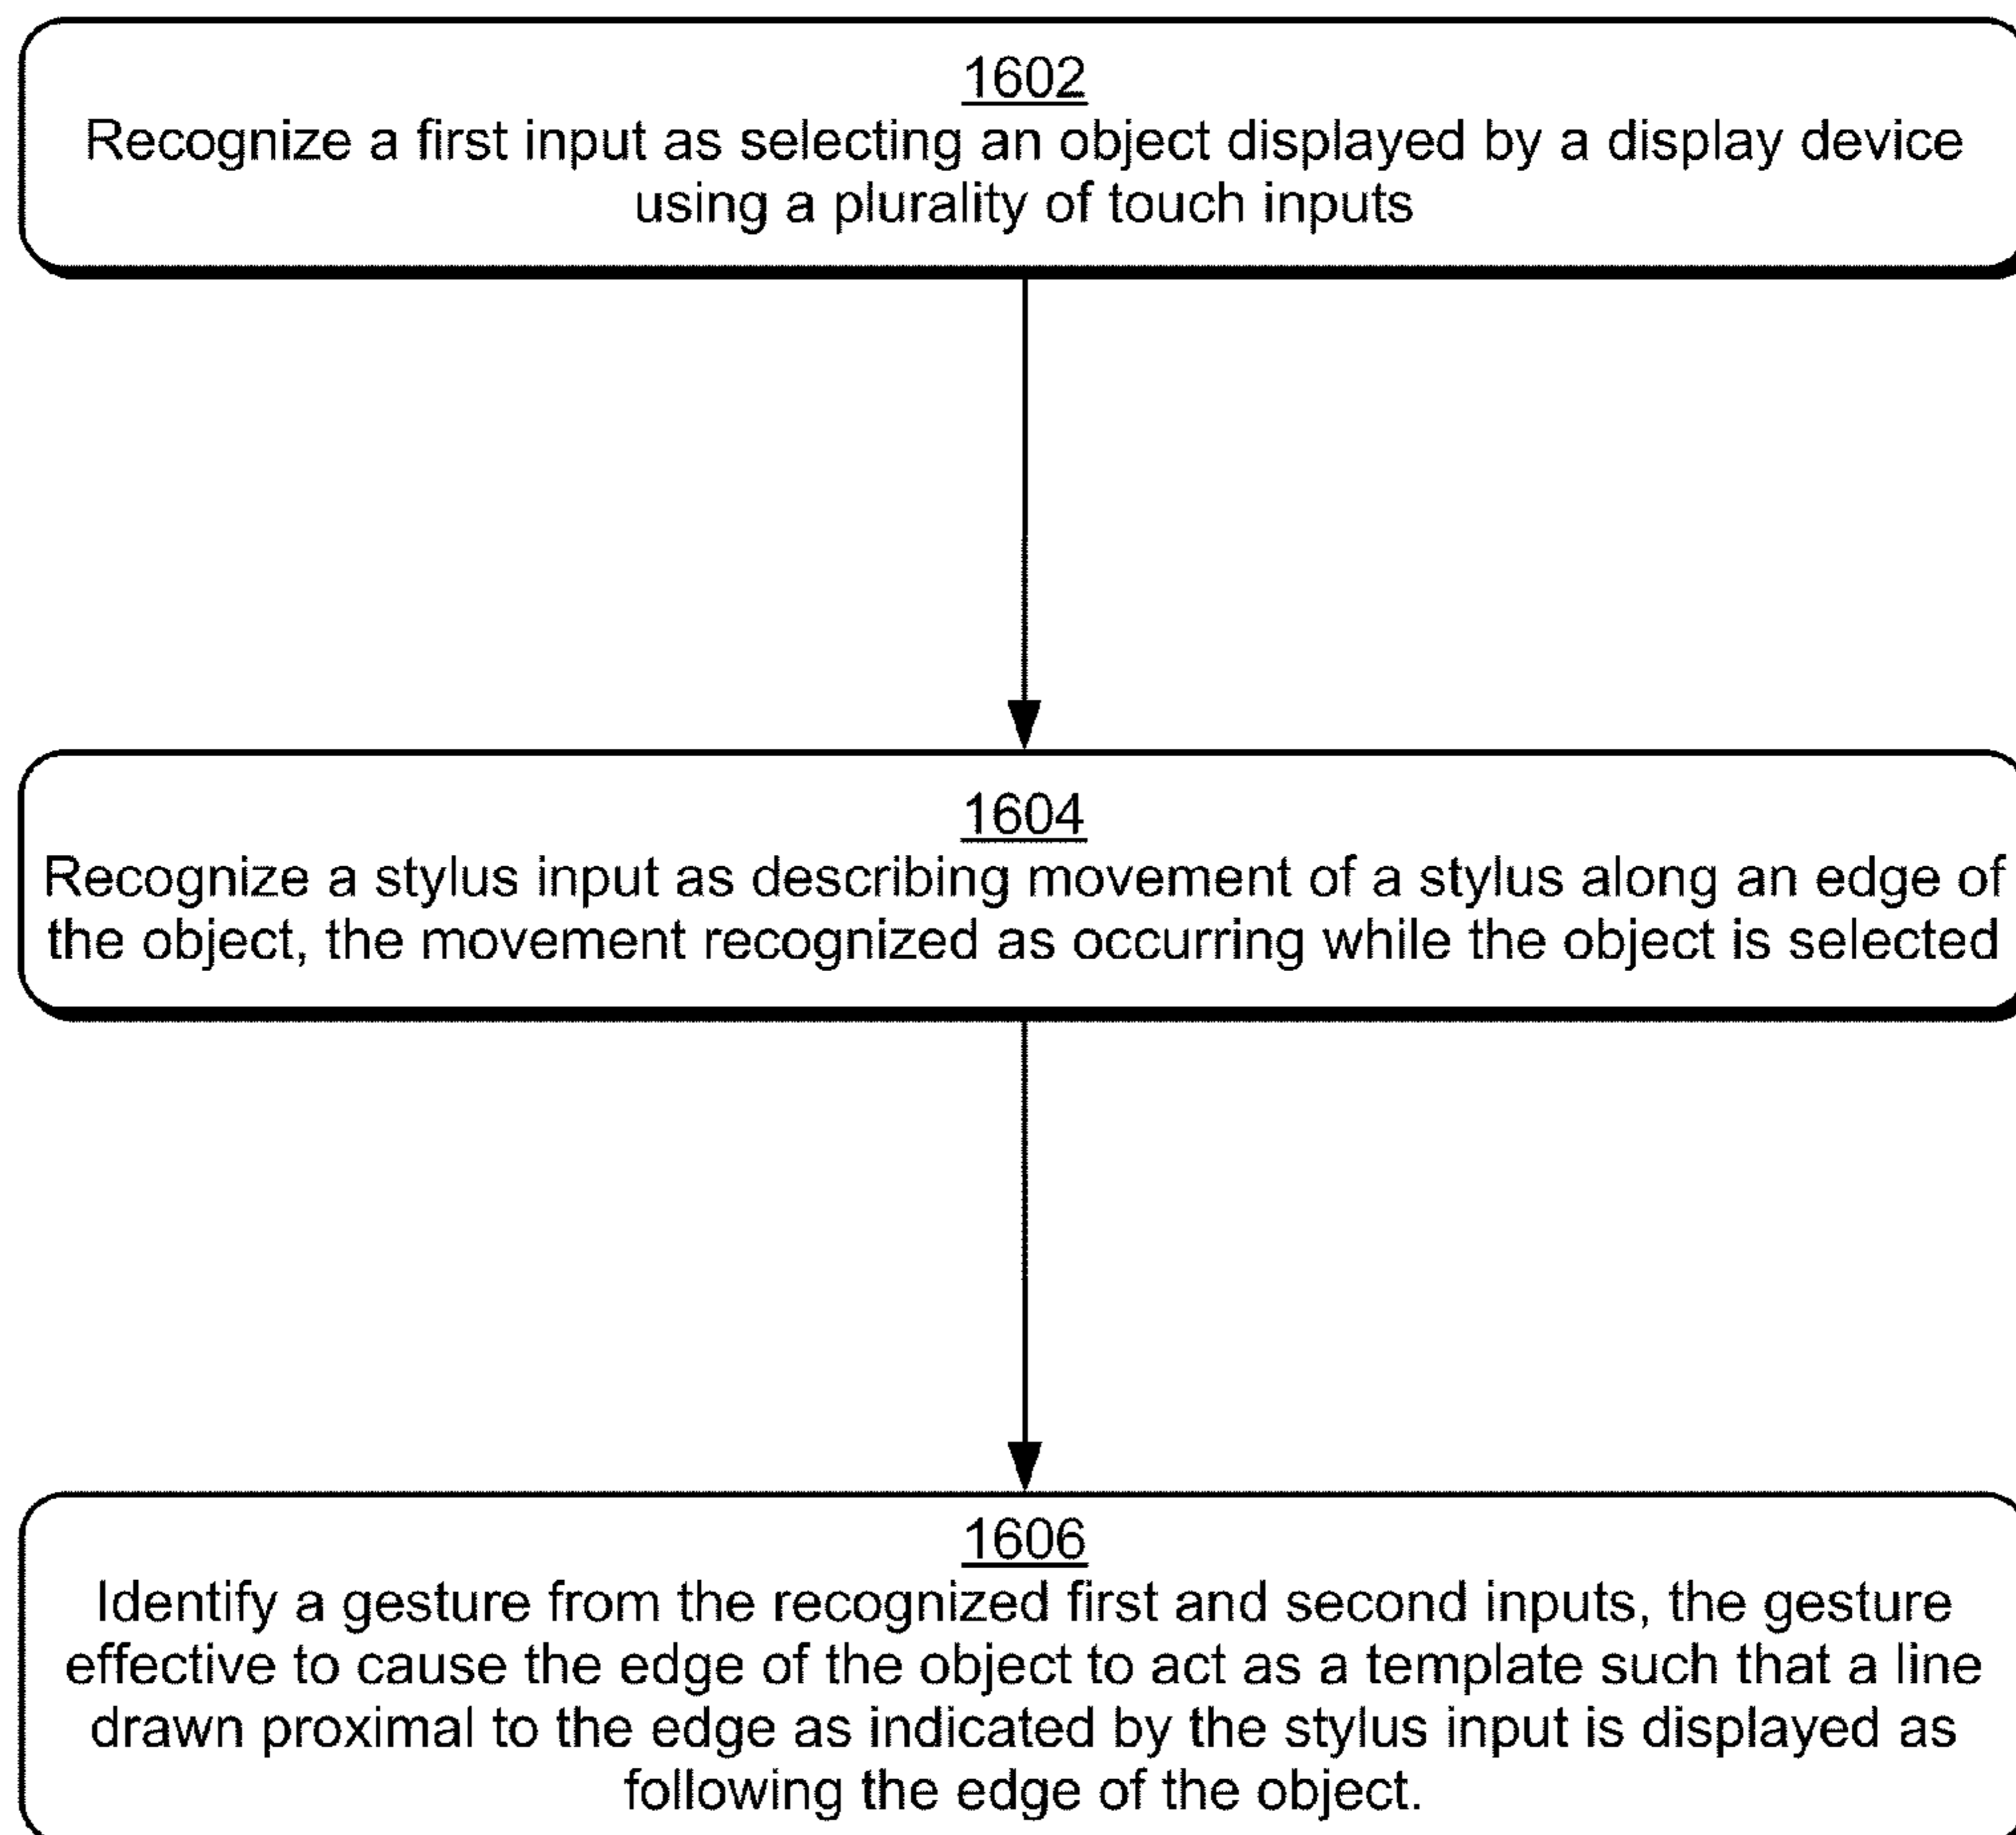 1602
Recognize a first input as selecting an object displayed by a display device
using a plurality of touch inputs
1604
Recognize a stylus input as describing movement of a stylus along an edge of
the object, the movement recognized as occurring while the object is selected
1606
Identify a gesture from the recognized first and second inputs, the gesture
effective to cause the edge of the object to act as a template such that a line
drawn proximal to the edge as indicated by the stylus input is displayed as
following the edge of the object.